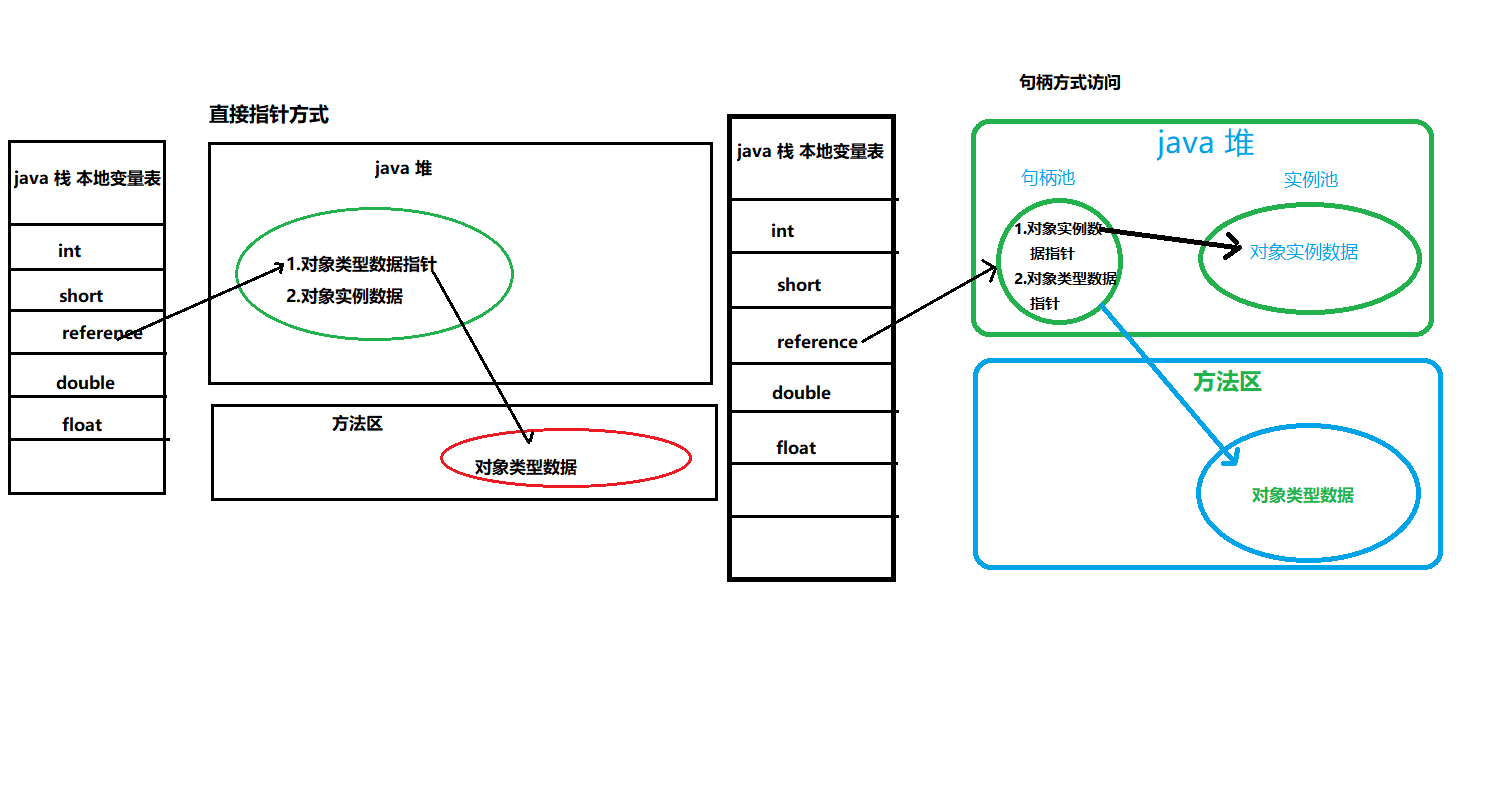 直接指针方式
java 栈 本地变量表
int
short
reference
double
float
java 堆
1.对象类型数据指针
2.对象实例数据
方法区
对象类型数据
句柄方式访问
java 栈 本地变量表
int
short
reference
double
float
java 堆
句柄池
1.对象实例数
据指针
2.对象类型数据
指针
实例池
对象实例数据
方法区
对象类型数据